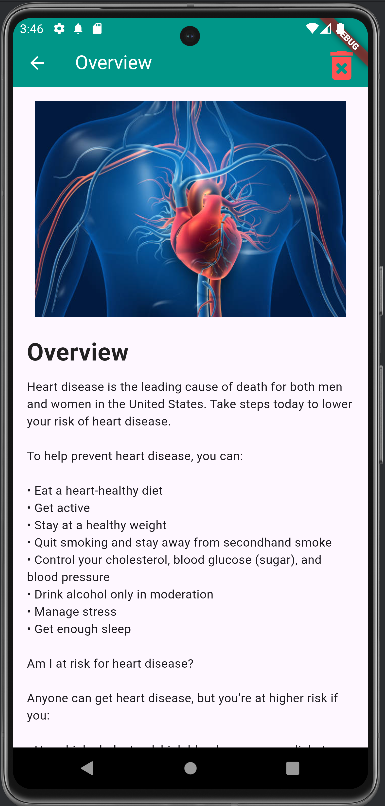 3:46
DEBUG
Overview
Overview
Heart disease is the leading cause of death for both men
and women in the United States. Take steps today to lower
your risk of heart disease.
To help prevent heart disease, you can:
• Eat a heart-healthy diet
• Get active
• Stay at a healthy weight
• Quit smoking and stay away from secondhand smoke
• Control your cholesterol, blood glucose (sugar), and
blood pressure
• Drink alcohol only in moderation
• Manage stress
• Get enough sleep
Am I at risk for heart disease?
Anyone can get heart disease, but you're at higher risk if
you: